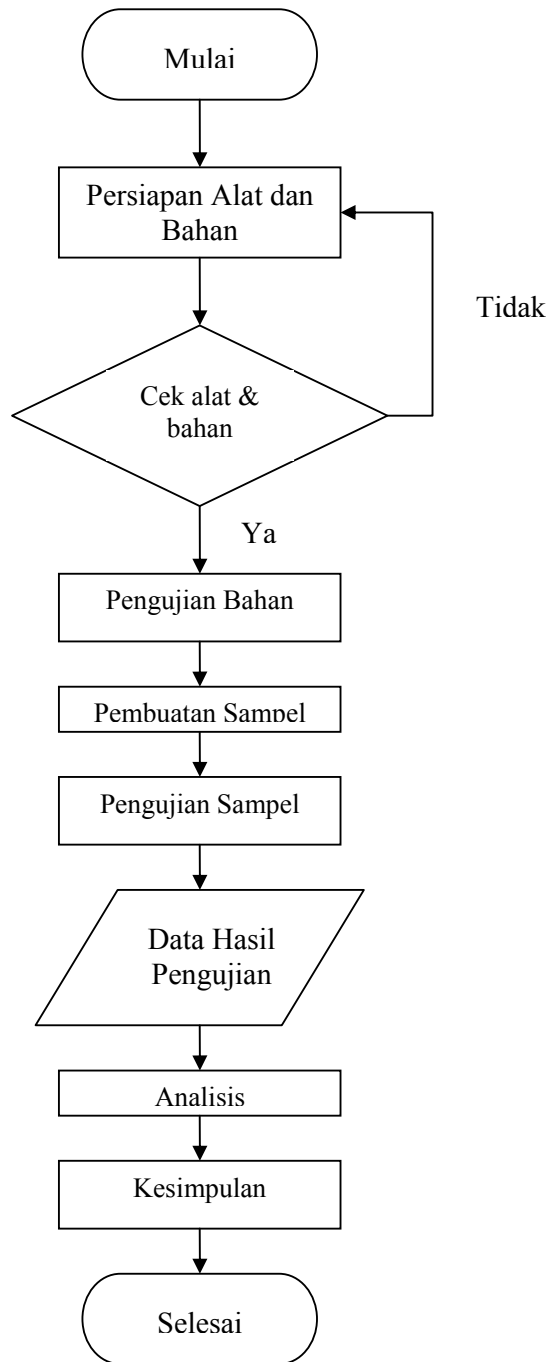 Mulai
Persiapan Alat dan
Bahan
Tidak
Cek alat &
bahan
Ya
Pengujian Bahan
Pembuatan Sampel
Pengujian Sampel
Data Hasil
Pengujian
Analisis
Kesimpulan
Selesai